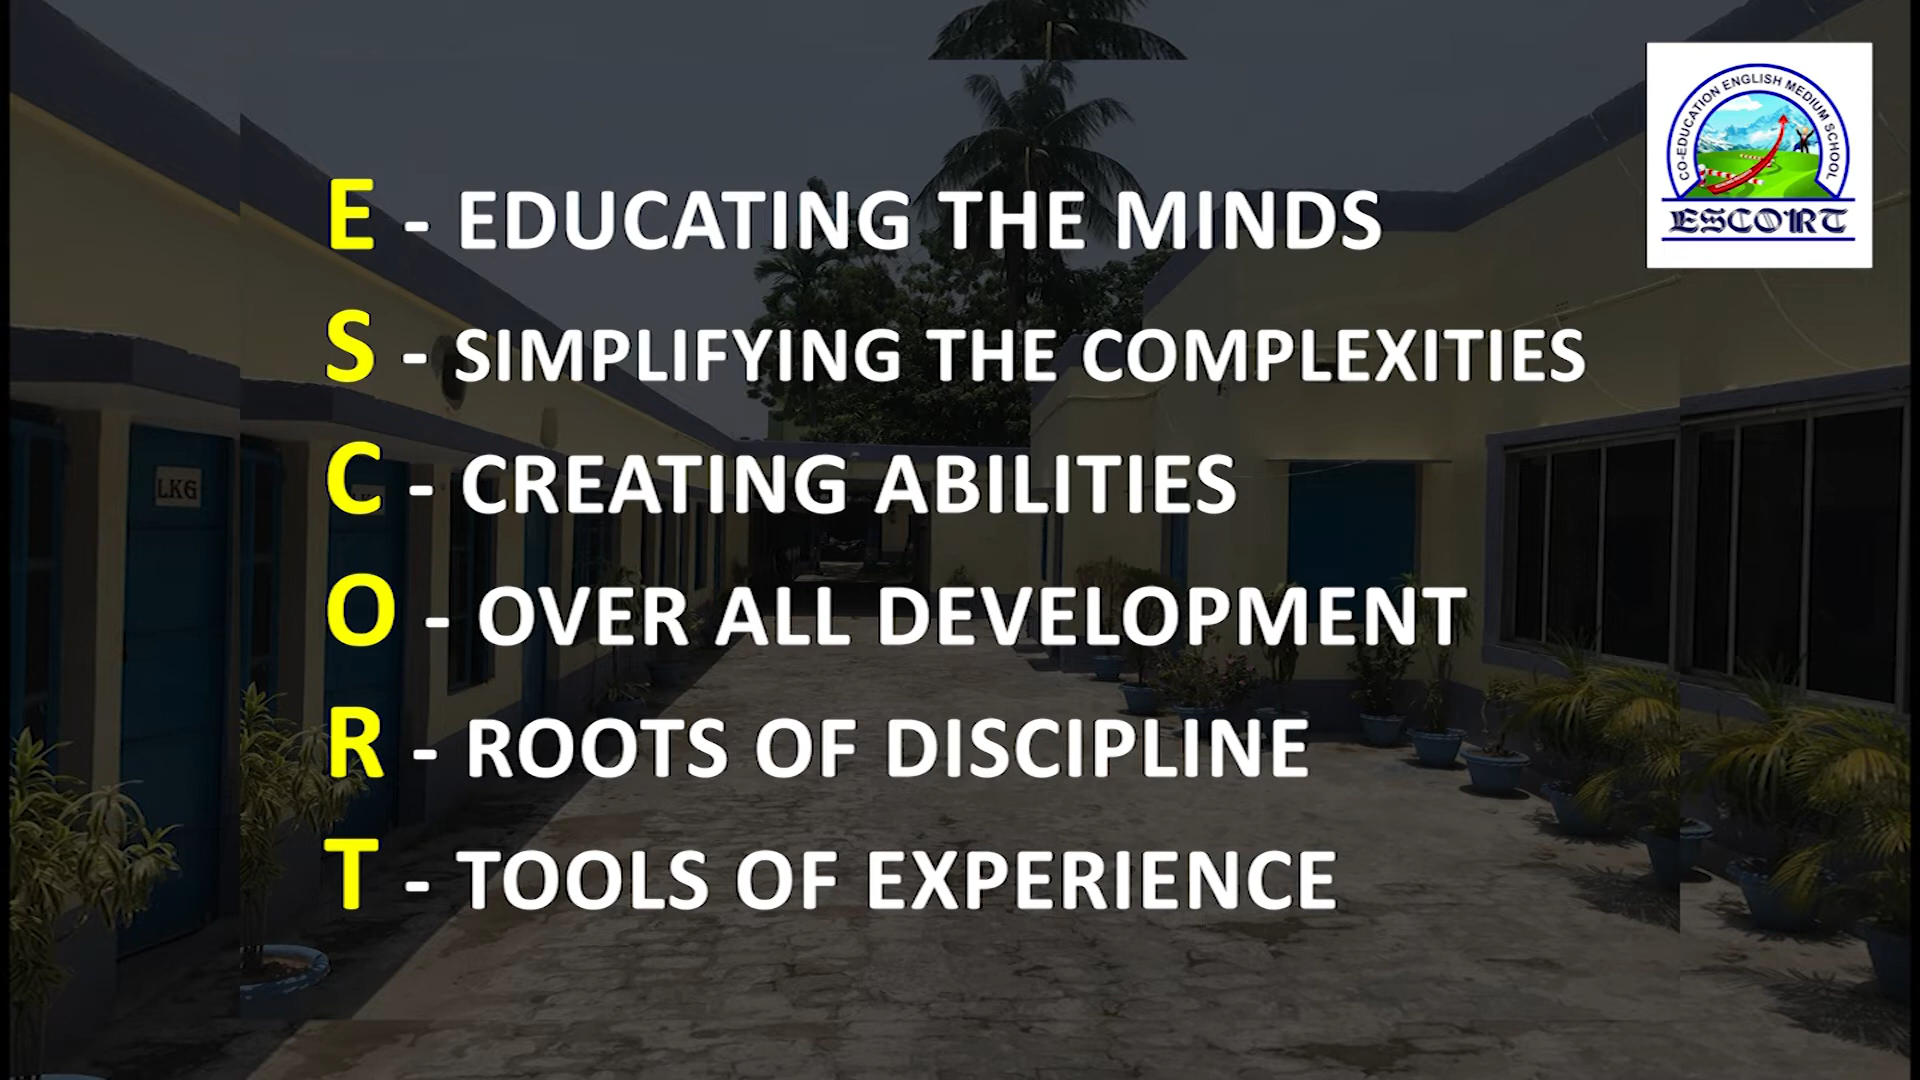 CO-EDUCATION ENGLISH MEDIUM SCHOOL
ESCORT
E - EDUCATING THE MINDS
S - SIMPLIFYING THE COMPLEXITIES
C - CREATING ABILITIES
O - OVER ALL DEVELOPMENT
R - ROOTS OF DISCIPLINE
T - TOOLS OF EXPERIENCE
LKG